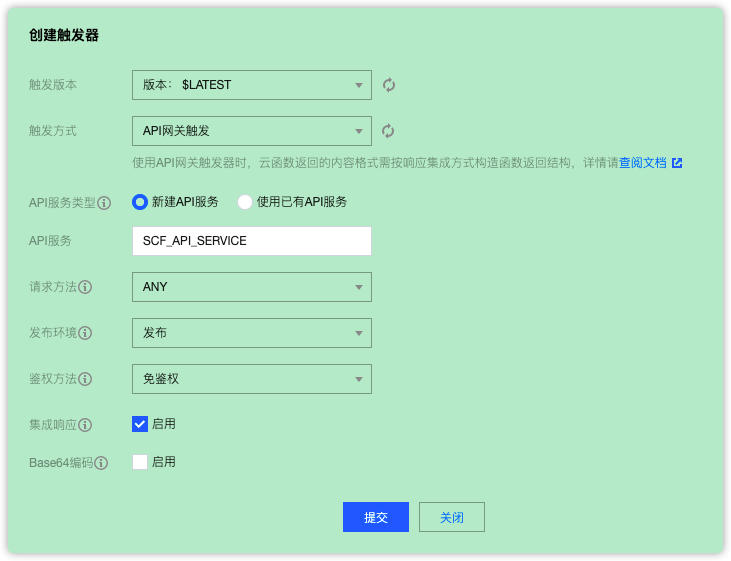 创建触发器
触发版本 版本： $LATEST
触发方式 API网关触发
使用API网关触发器时，云函数返回的内容格式需按响应集成方式构造函数返回结构，详情请查阅文档
API服务类型 新建API服务 使用已有API服务
API服务 SCF_API_SERVICE
请求方法 ANY
发布环境 发布
鉴权方法 免鉴权
集成响应 启用
Base64编码 启用
提交 关闭